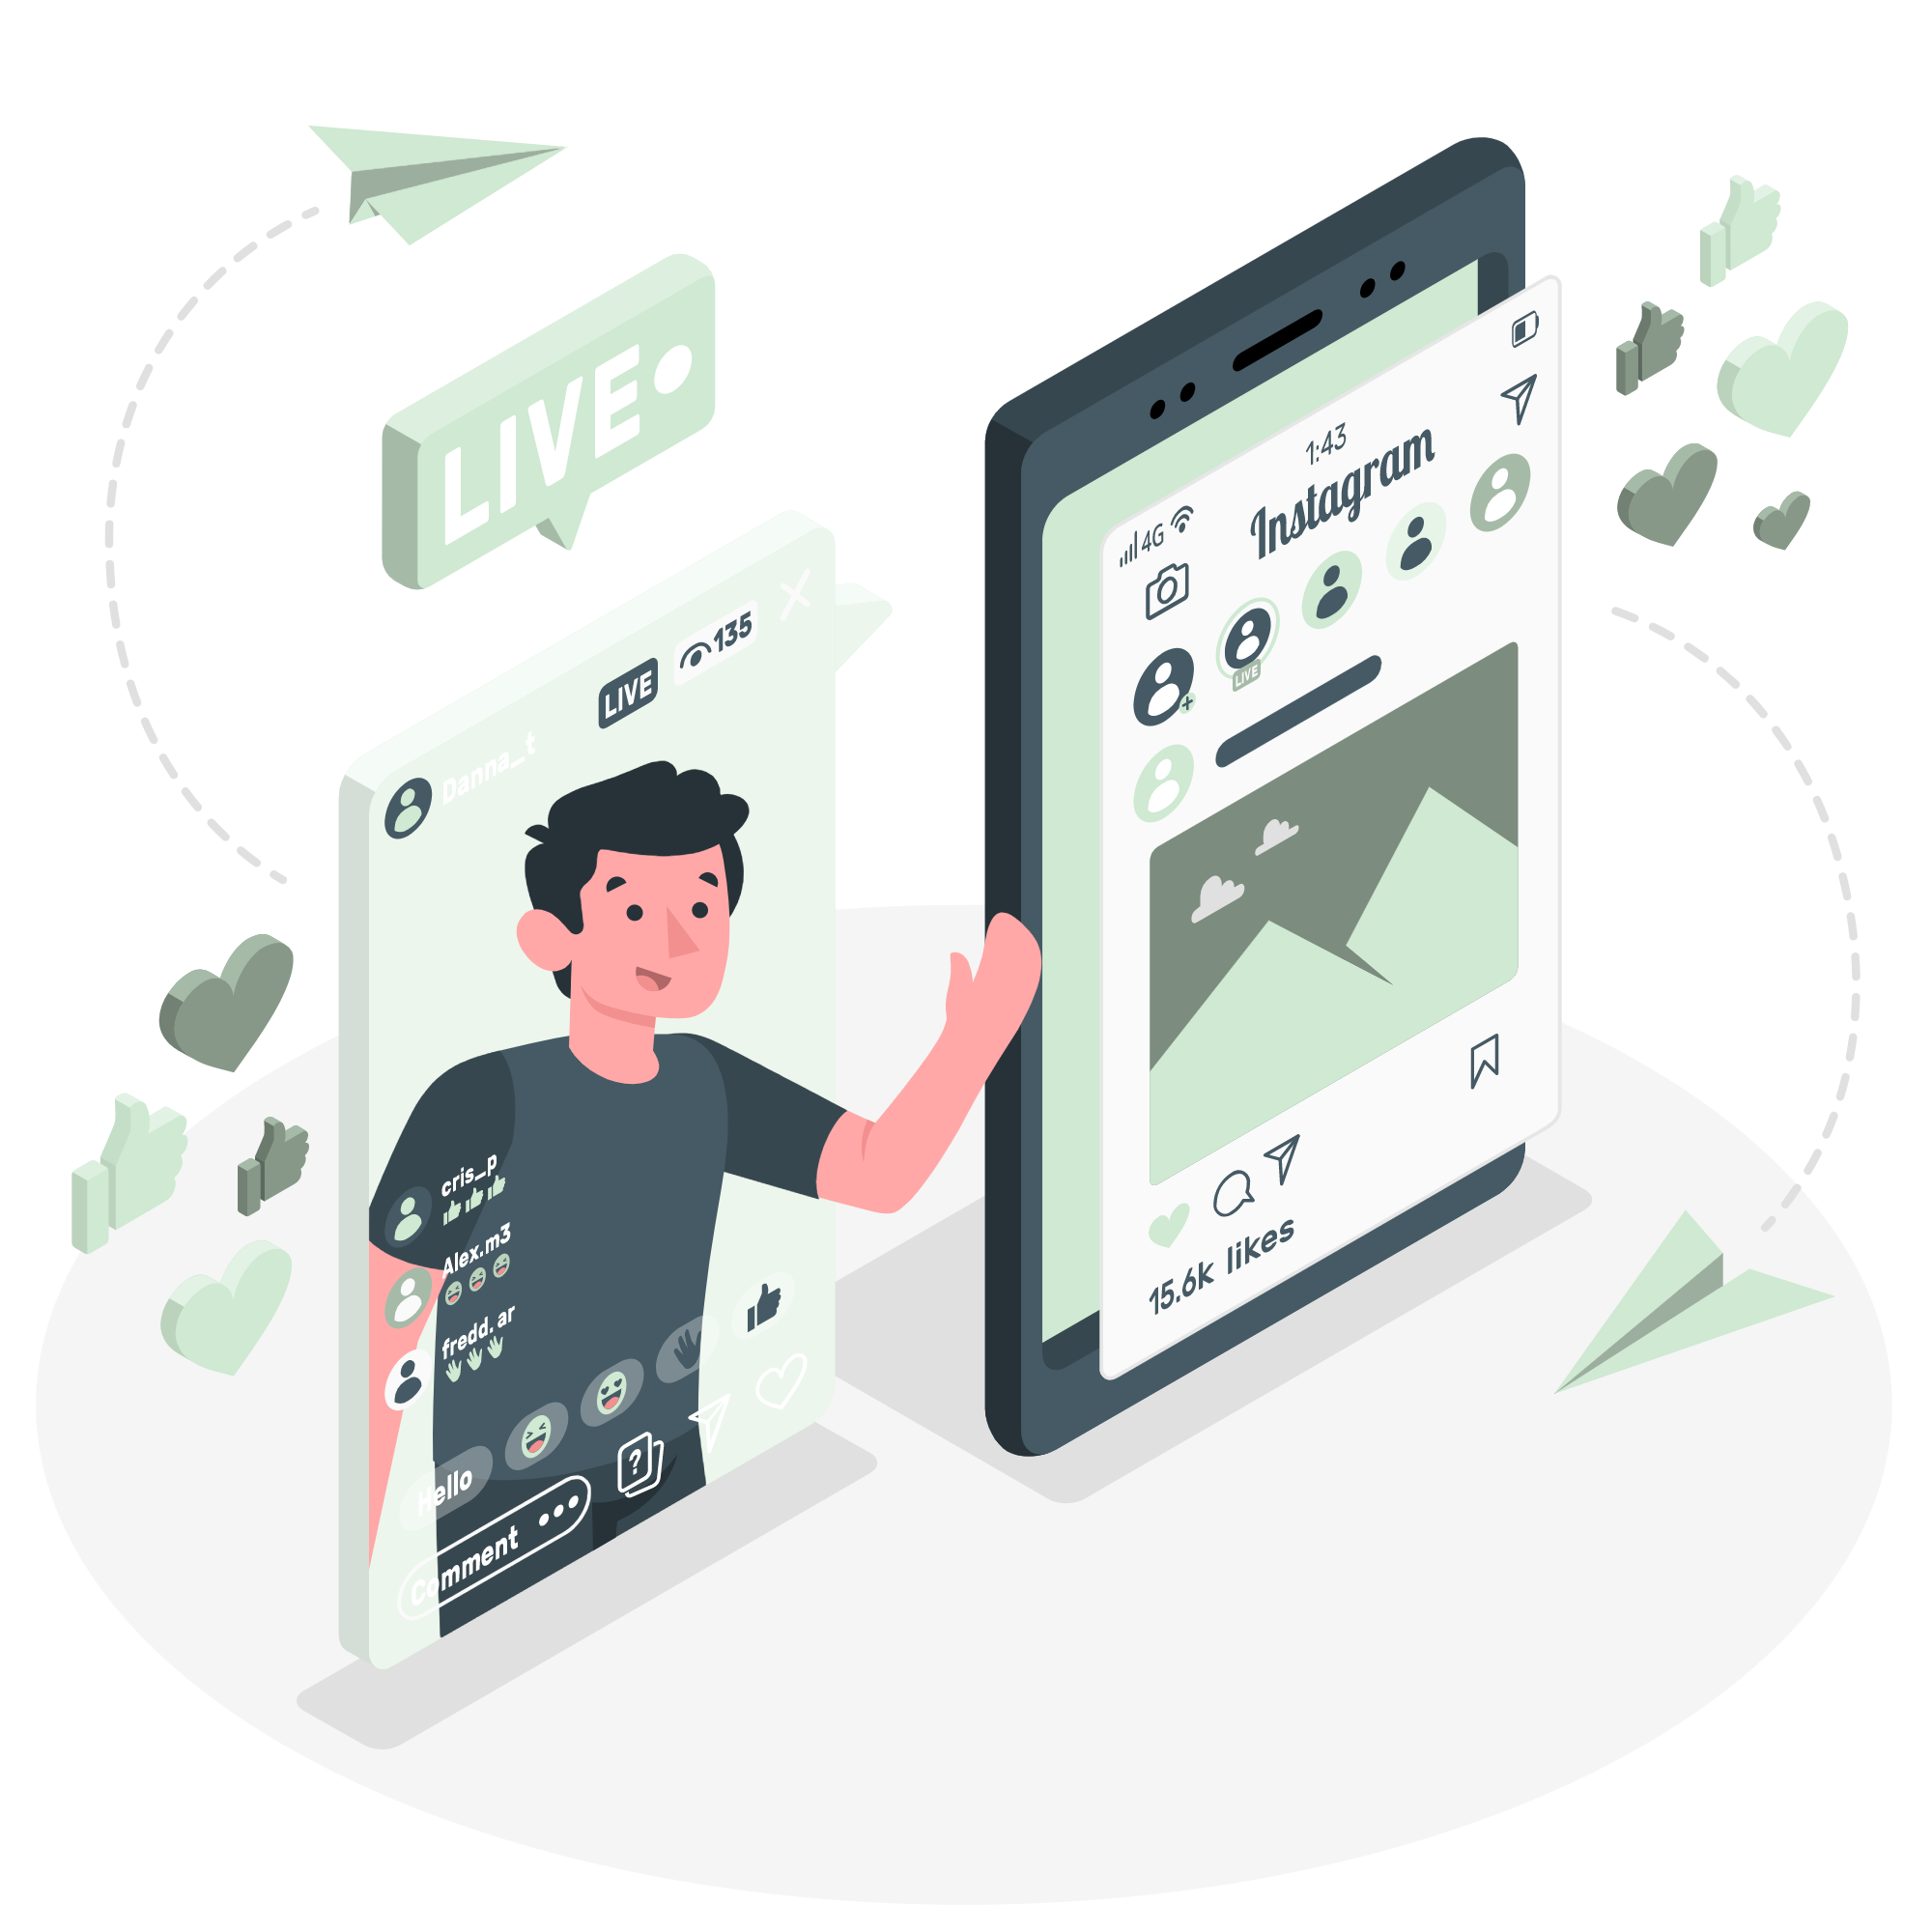 LIVE
LIVE
135
Danna_t
cris_p
Alex.m3
fredd.ar
Hello
?
Comment
4G
1:43
Instagram
LIVE
15.6k likes